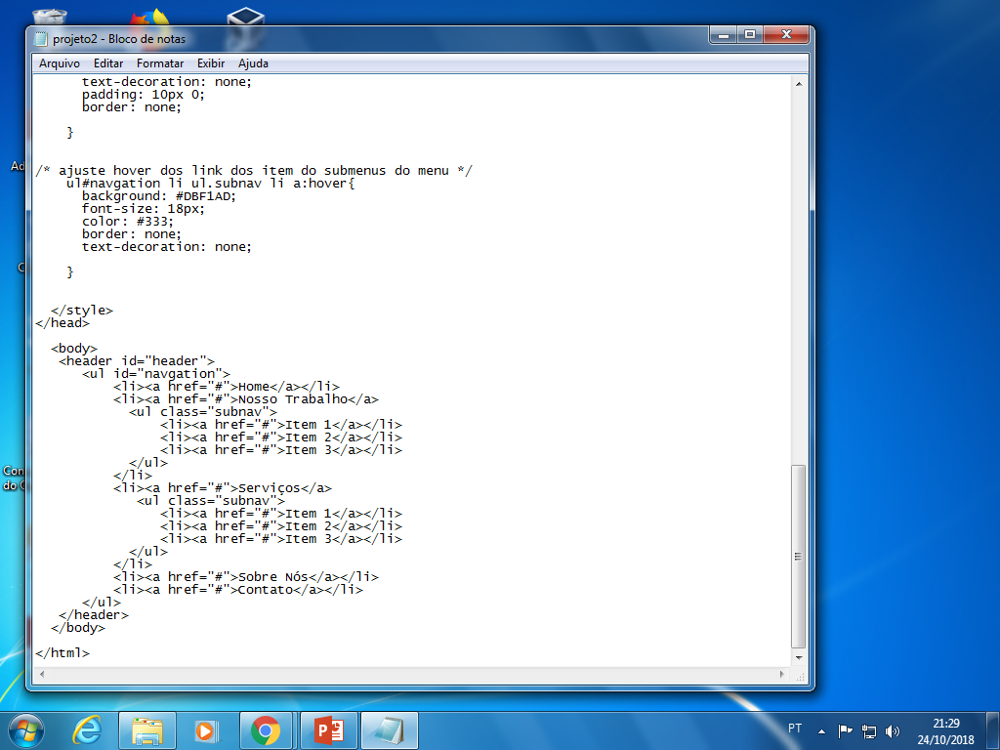 projeto2 - Bloco de notas
Arquivo Editar Formatar Exibir Ajuda
text-decoration: none;
padding: 10px 0;
border: none;
}
/* ajuste hover dos link dos item do submenus do menu */
ul#navgation li ul.subnav li a:hover{
background: #DBF1AD;
font-size: 18px;
color: #333;
border: none;
text-decoration: none;
}
</style>
</head>
<body>
<header id="header">
<ul id="navgation">
<li><a href="#">Home</a></li>
<li><a href="#">Nosso Trabalho</a>
<ul class="subnav">
<li><a href="#">Item 1</a></li>
<li><a href="#">Item 2</a></li>
<li><a href="#">Item 3</a></li>
</ul>
</li>
<li><a href="#">Serviços</a>
<ul class="subnav">
<li><a href="#">Item 1</a></li>
<li><a href="#">Item 2</a></li>
<li><a href="#">Item 3</a></li>
</ul>
</li>
<li><a href="#">Sobre Nós</a></li>
<li><a href="#">Contato</a></li>
</ul>
</header>
</body>
</html>
PT
21:29
24/10/2018